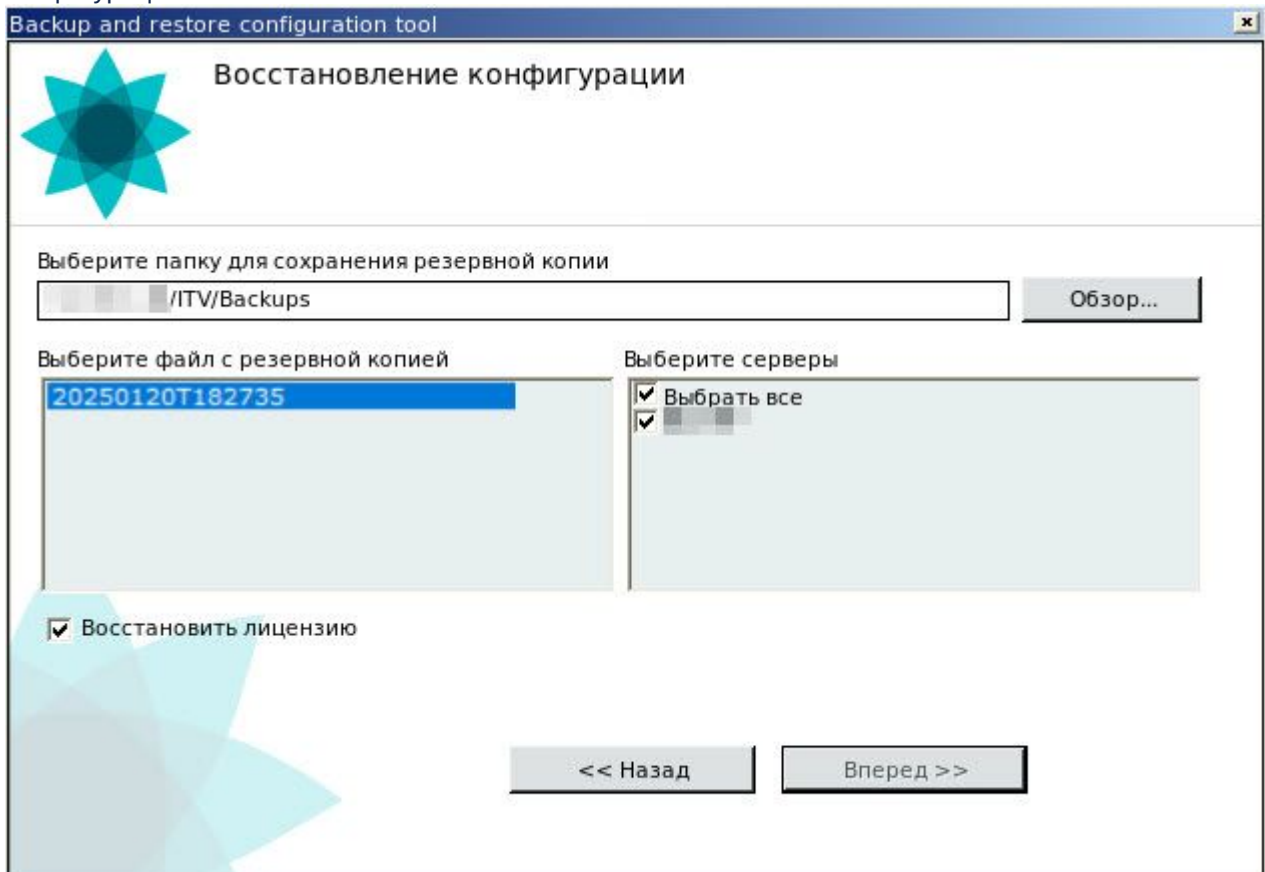 Backup and restore configuration tool
Восстановление конфигурации
Выберите папку для сохранения резервной копии
/ITV/Backups
Обзор...
Выберите файл с резервной копией
Выберите серверы
20250120T182735
Выбрать все
Восстановить лицензию
<< Назад
Вперед >>